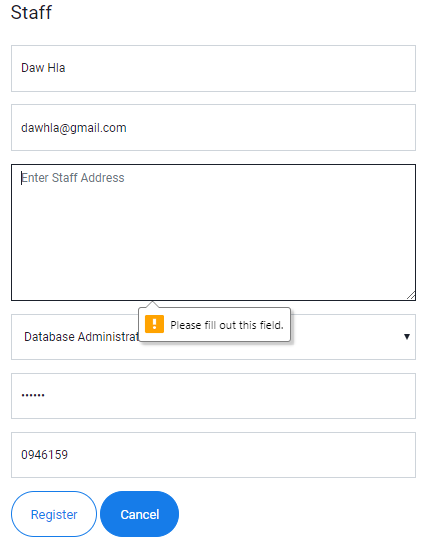 Staff
Daw Hla
dawhla@gmail.com
Enter Staff Address
Please fill out this field.
Database Administrat
••••••
0946159
Register Cancel